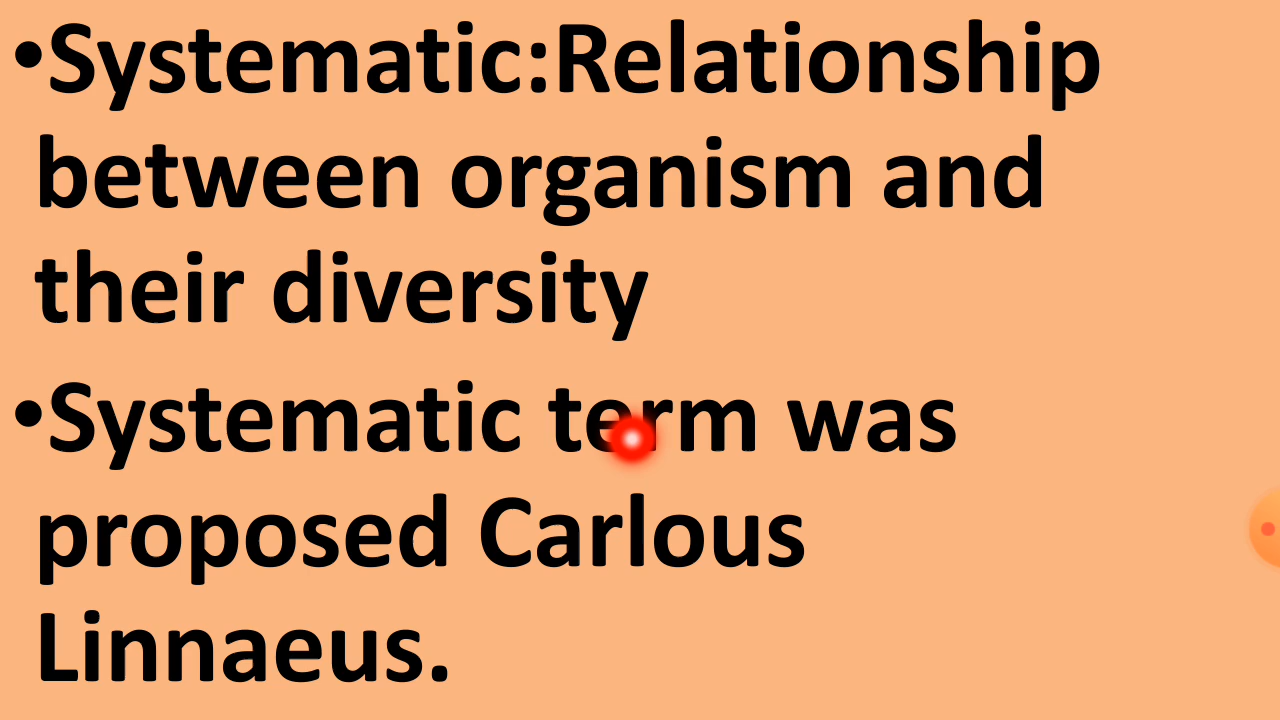 •Systematic:Relationship
between organism and
their diversity
•Systematic term was
proposed Carlous
Linnaeus.